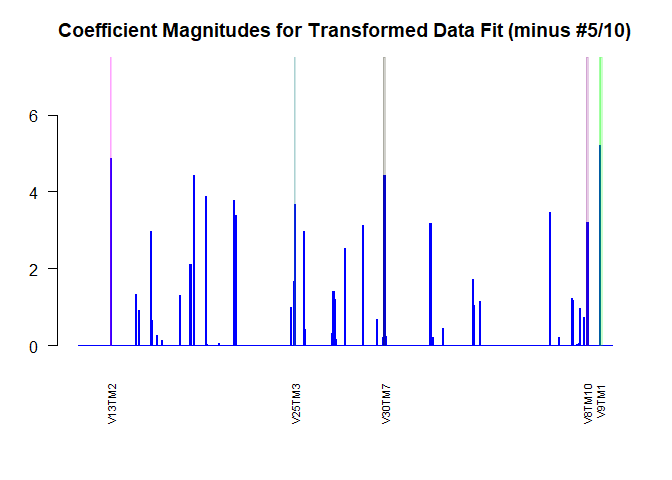 Coefficient Magnitudes for Transformed Data Fit (minus #5/10)
6
4
2
0
V13TM2
V25TM3
V30TM7
V8TM10
V9TM1